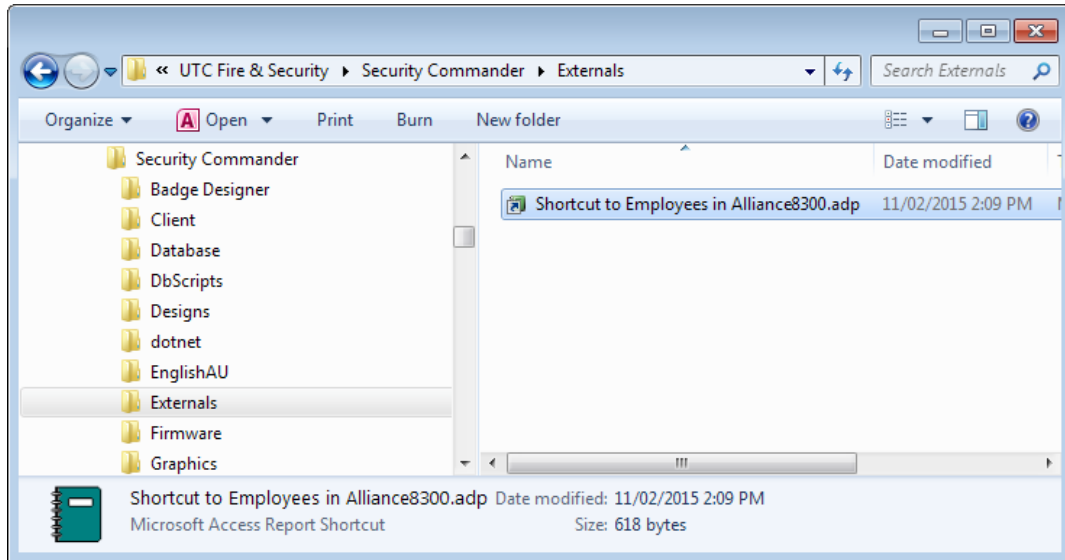 « UTC Fire & Security ▸ Security Commander ▸ Externals
Search Externals
Organize Open Print Burn New folder
Name Date modified
Security Commander
Badge Designer
Client
Database
DbScripts
Designs
dotnet
EnglishAU
Externals
Firmware
Graphics
Shortcut to Employees in Alliance8300.adp 11/02/2015 2:09 PM
Shortcut to Employees in Alliance8300.adp Date modified: 11/02/2015 2:09 PM
Microsoft Access Report Shortcut Size: 618 bytes